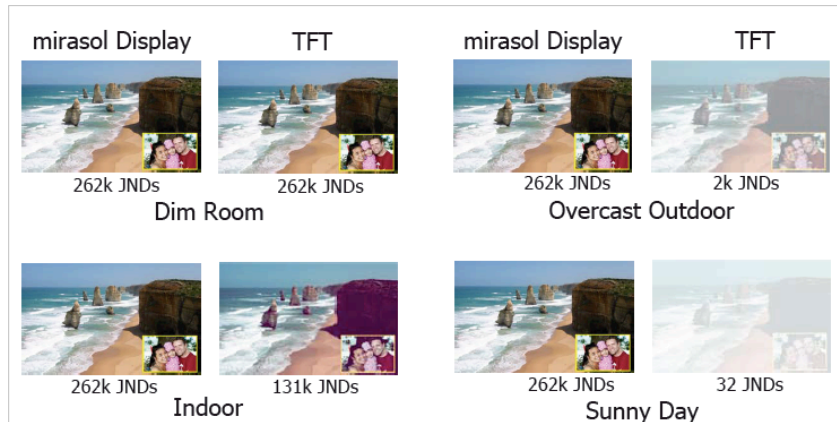 mirasol Display TFT
262k JNDs 262k JNDs
Dim Room
mirasol Display TFT
262k JNDs 2k JNDs
Overcast Outdoor
262k JNDs 131k JNDs
Indoor
262k JNDs 32 JNDs
Sunny Day